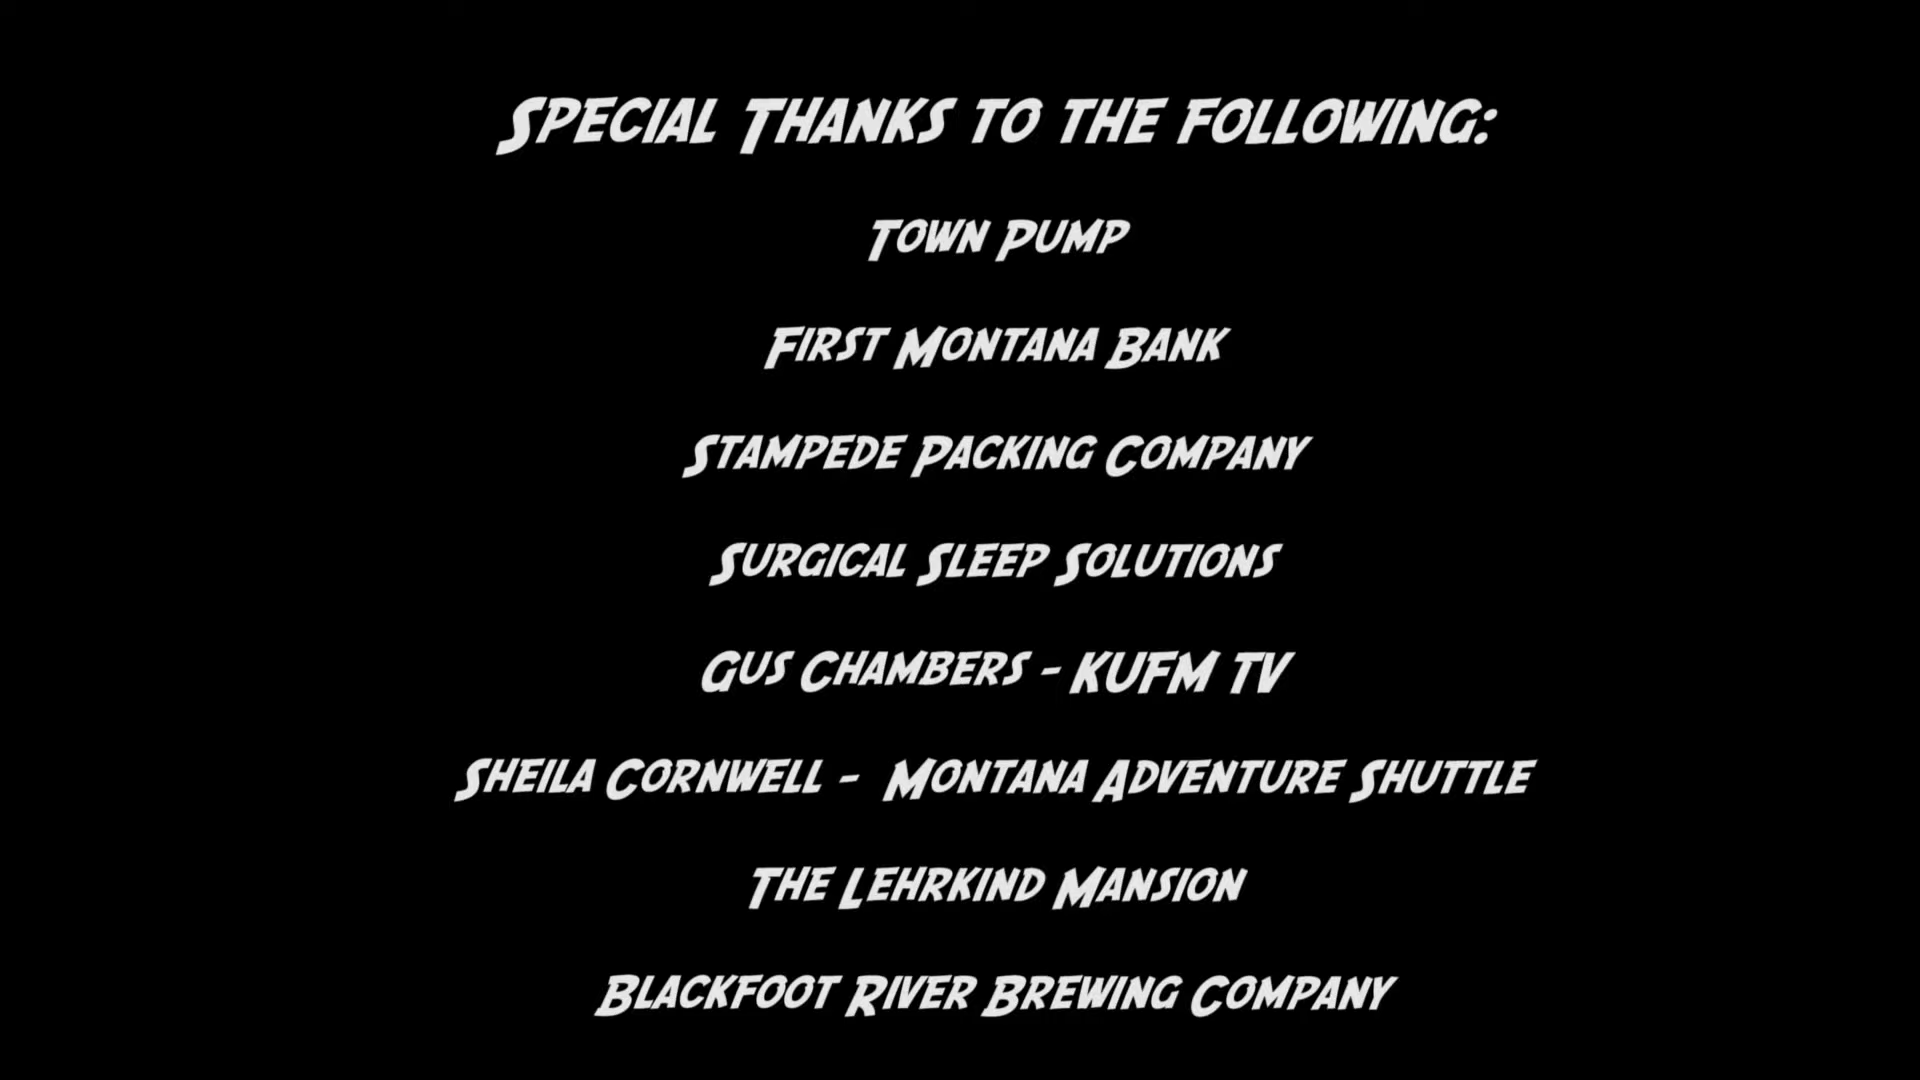 Special Thanks to the following:
Town Pump
First Montana Bank
Stampede Packing Company
Surgical Sleep Solutions
Gus Chambers - KUFM TV
Sheila Cornwell - Montana Adventure Shuttle
The Lehrkind Mansion
Blackfoot River Brewing Company